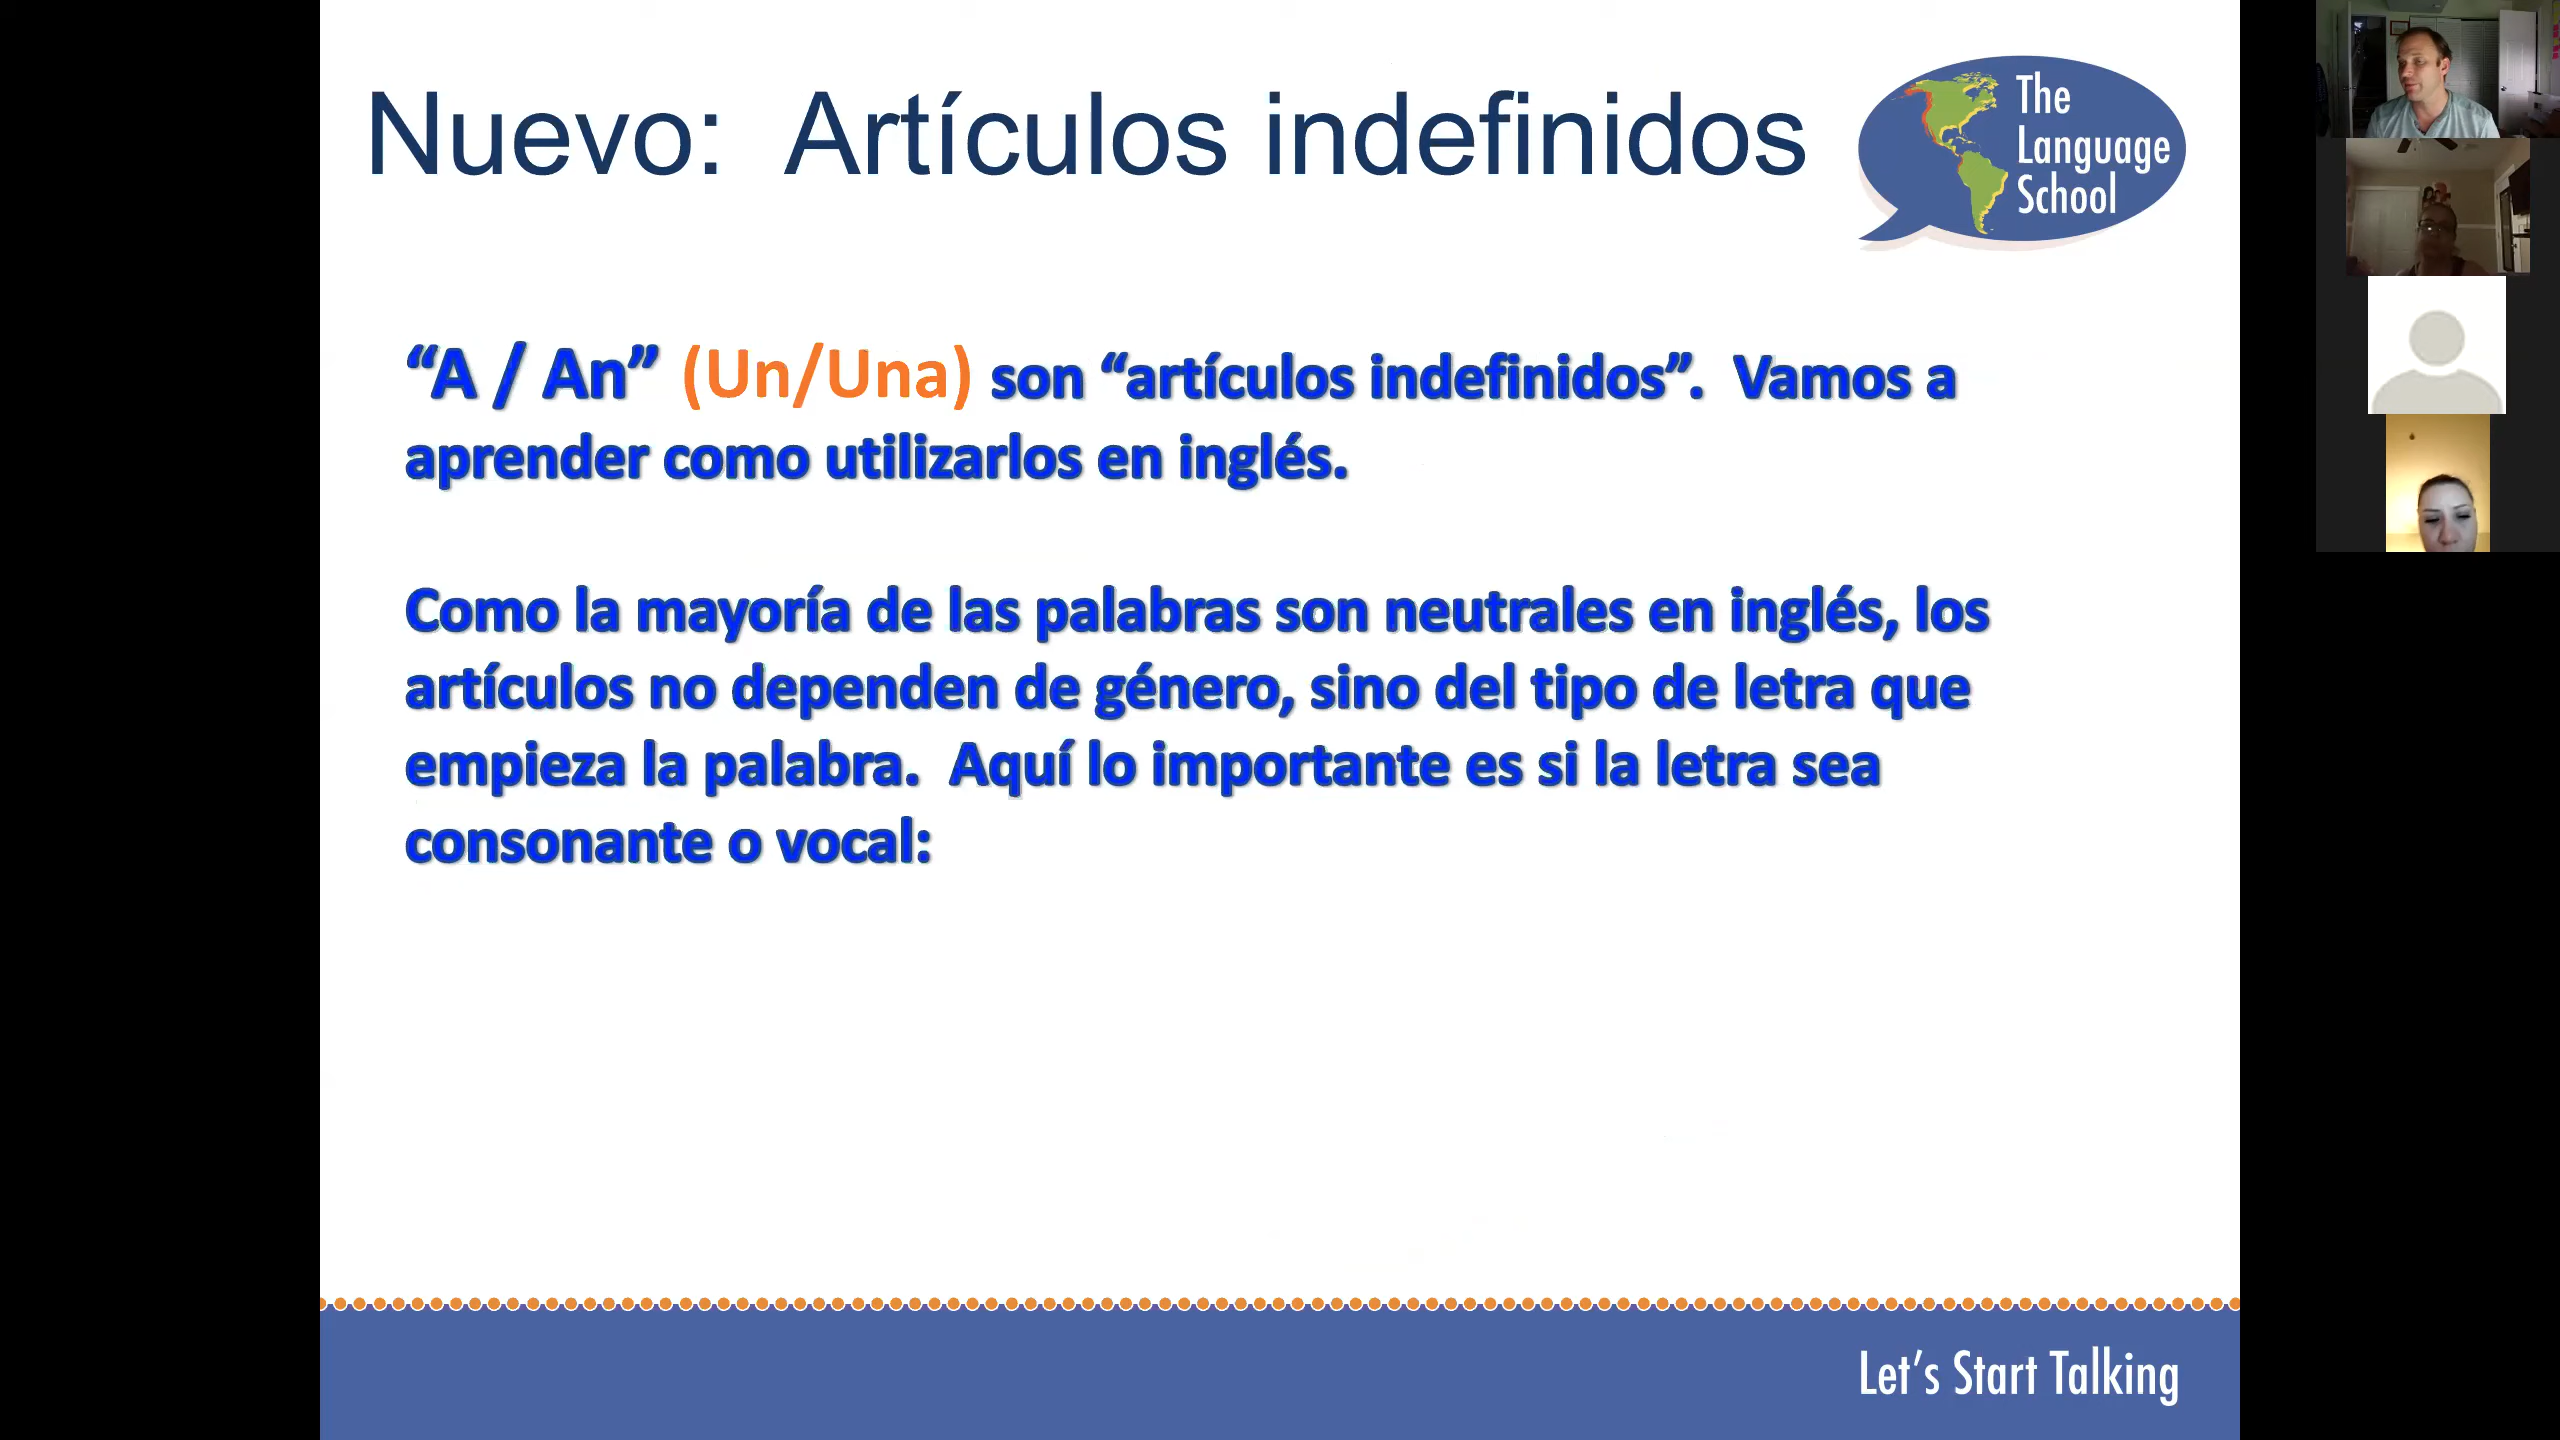 Nuevo: Artículos indefinidos
The
Language
School
“A / An” (Un/Una) son “artículos indefinidos”. Vamos a
aprender como utilizarlos en inglés.
Como la mayoría de las palabras son neutrales en inglés, los
artículos no dependen de género, sino del tipo de letra que
empieza la palabra. Aquí lo importante es si la letra sea
consonante o vocal:
Let’s Start Talking